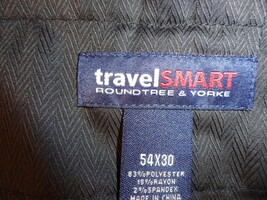 travelSMART
ROUNDTREE & YORKE
54X30
83%POLYESTER
15%RAYON
2%SPANDEX
MADE IN CHINA